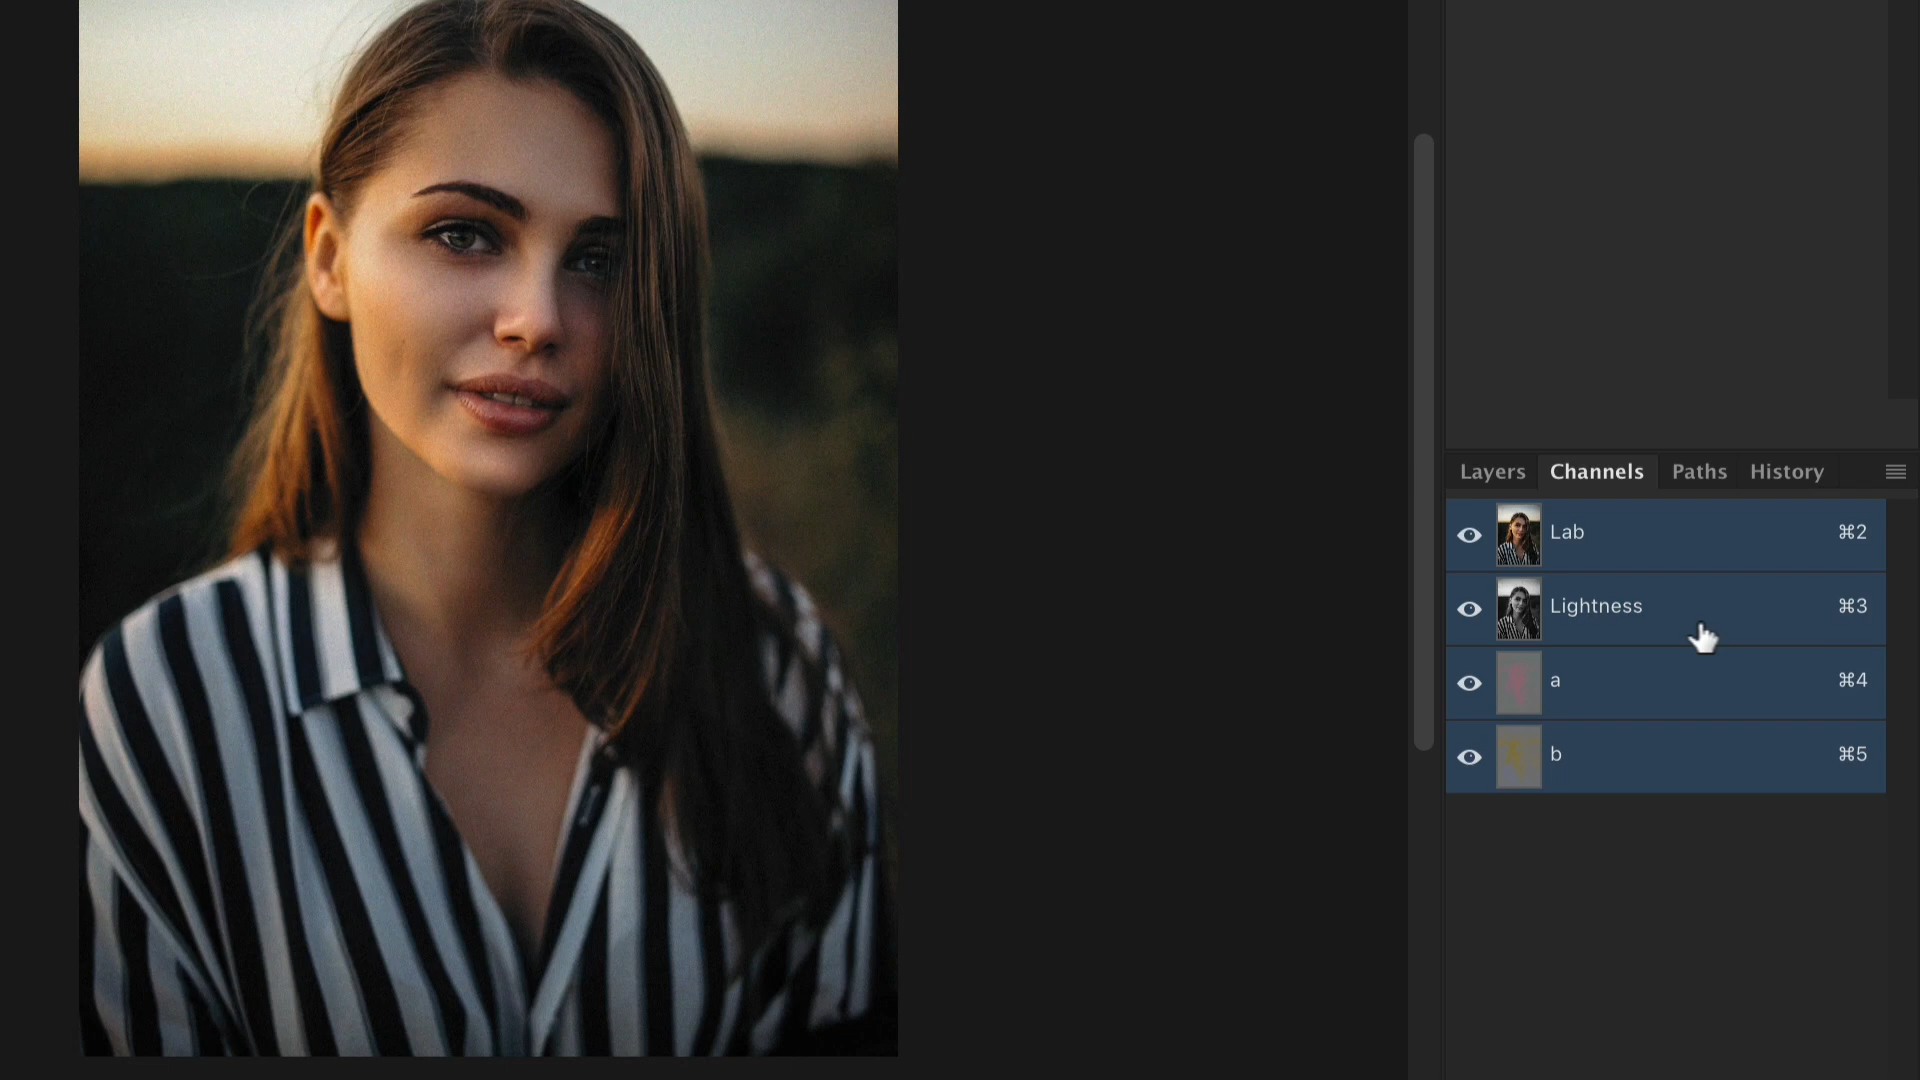 Layers Channels Paths History
Lab ⌘2
Lightness ⌘3
a ⌘4
b ⌘5